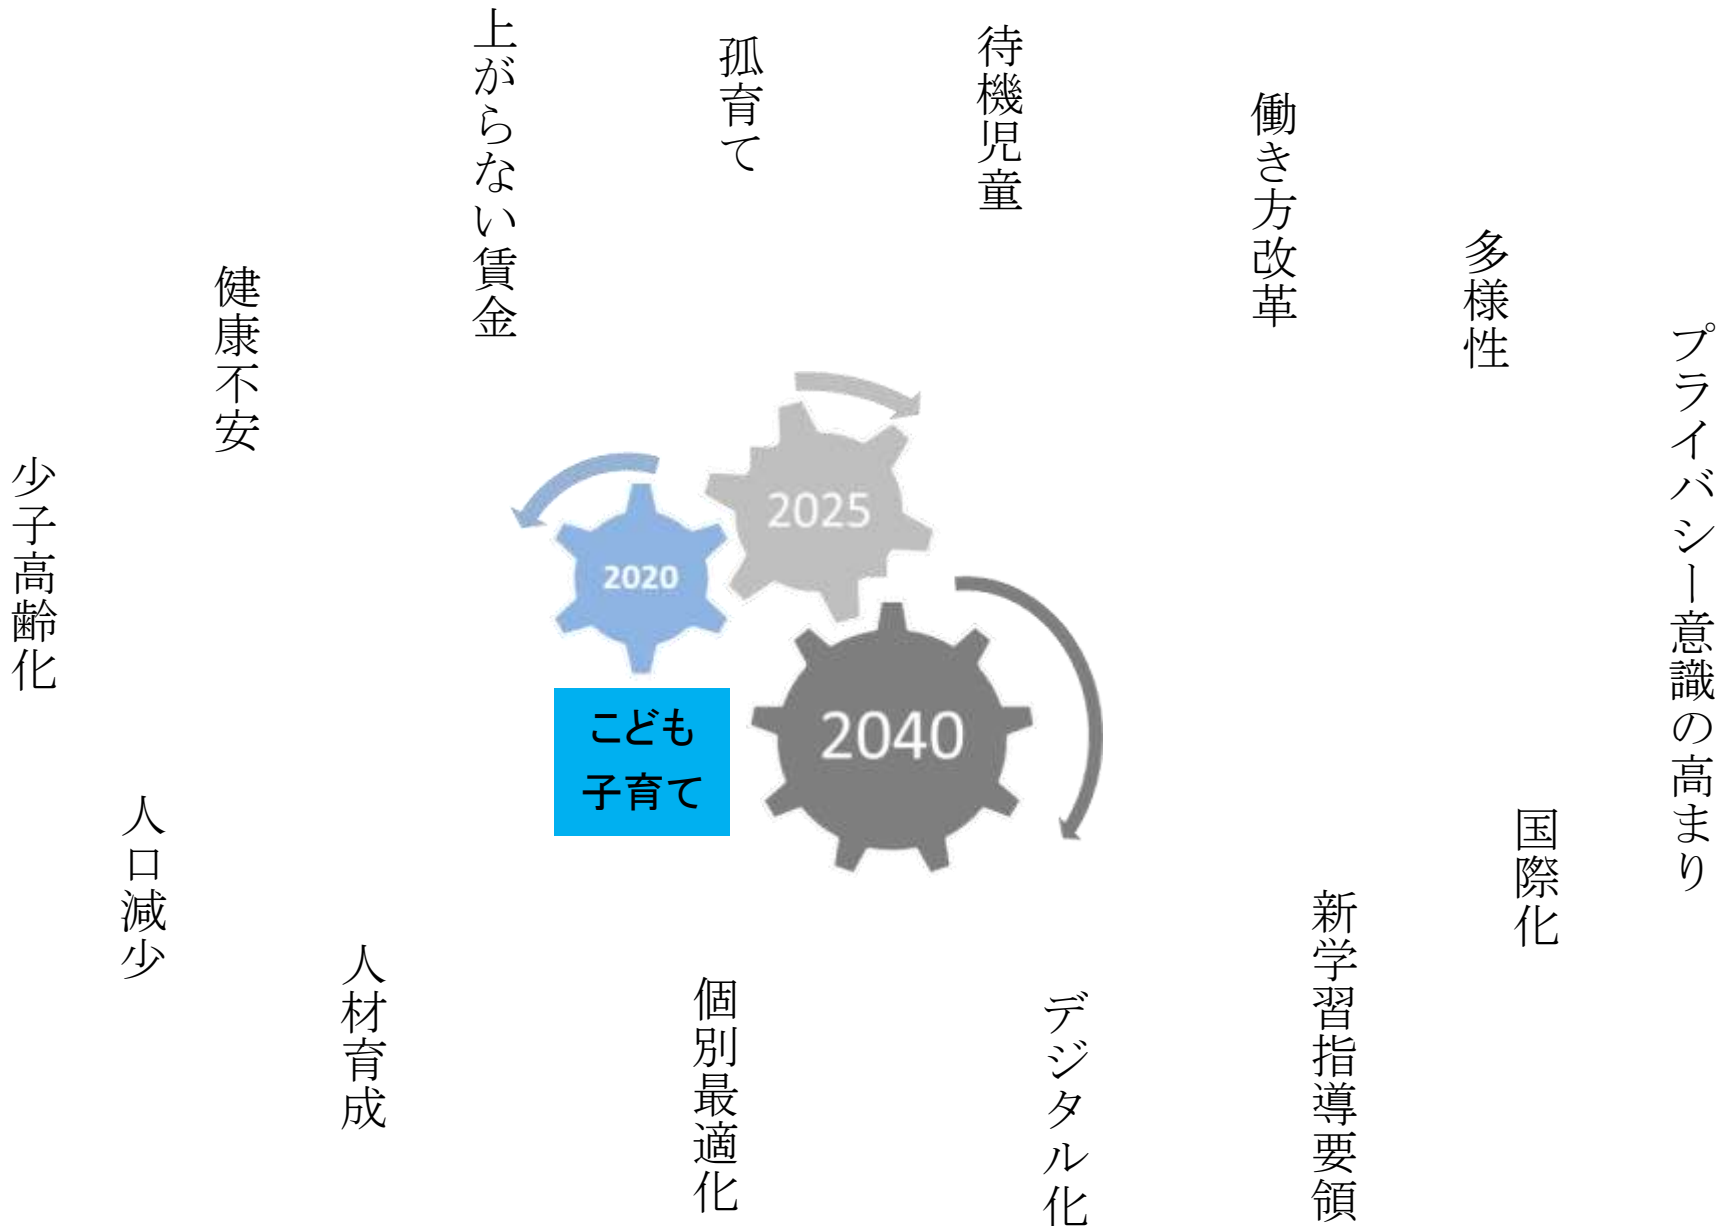 上がらない賃金
孤育て
待機児童
働き方改革
多様性
プライバシー意識の高まり
健康不安
少子高齢化
2025
2020
2040
こども
子育て
人口減少
人材育成
個別最適化
デジタル化
新学習指導要領
国際化